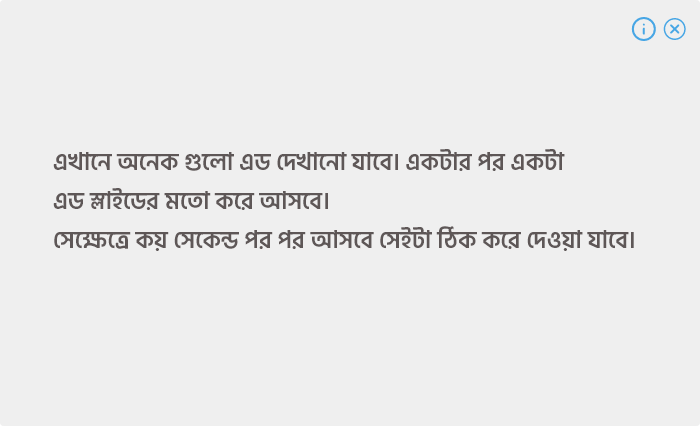 এখানে অনেক গুলো এড দেখানো যাবে। একটার পর একটা
এড স্লাইডের মতো করে আসবে।
সেক্ষেত্রে কয় সেকেন্ড পর পর আসবে সেইটা ঠিক করে দেওয়া যাবে।